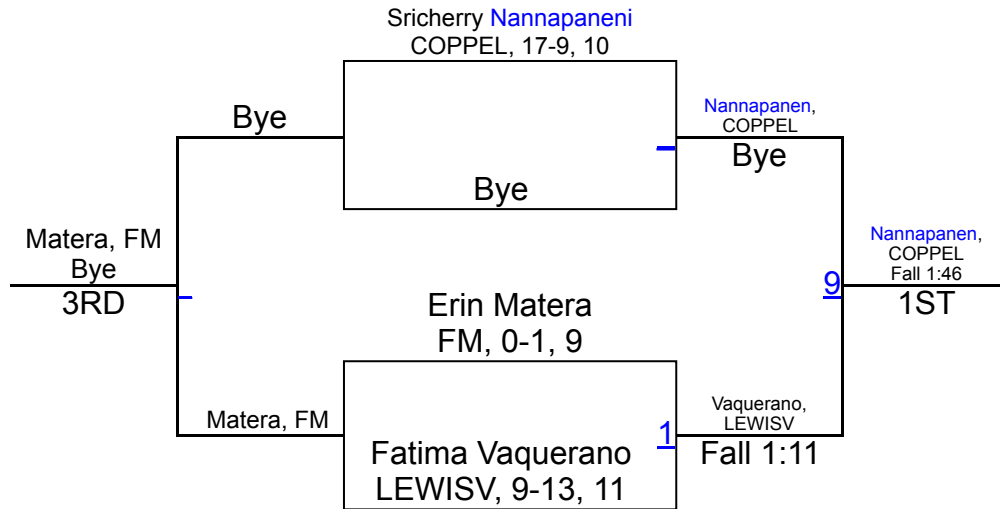 Sricherry Nannapaneni
COPPEL, 17-9, 10
Bye
Bye
Nannapanen,
COPPEL
Bye
Matera, FM
Bye
3RD
Nannapanen,
COPPEL
Fall 1:46
9
1ST
Erin Matera
FM, 0-1, 9
Matera, FM
Fatima Vaquerano
LEWISV, 9-13, 11
1
Vaquerano,
LEWISV
Fall 1:11